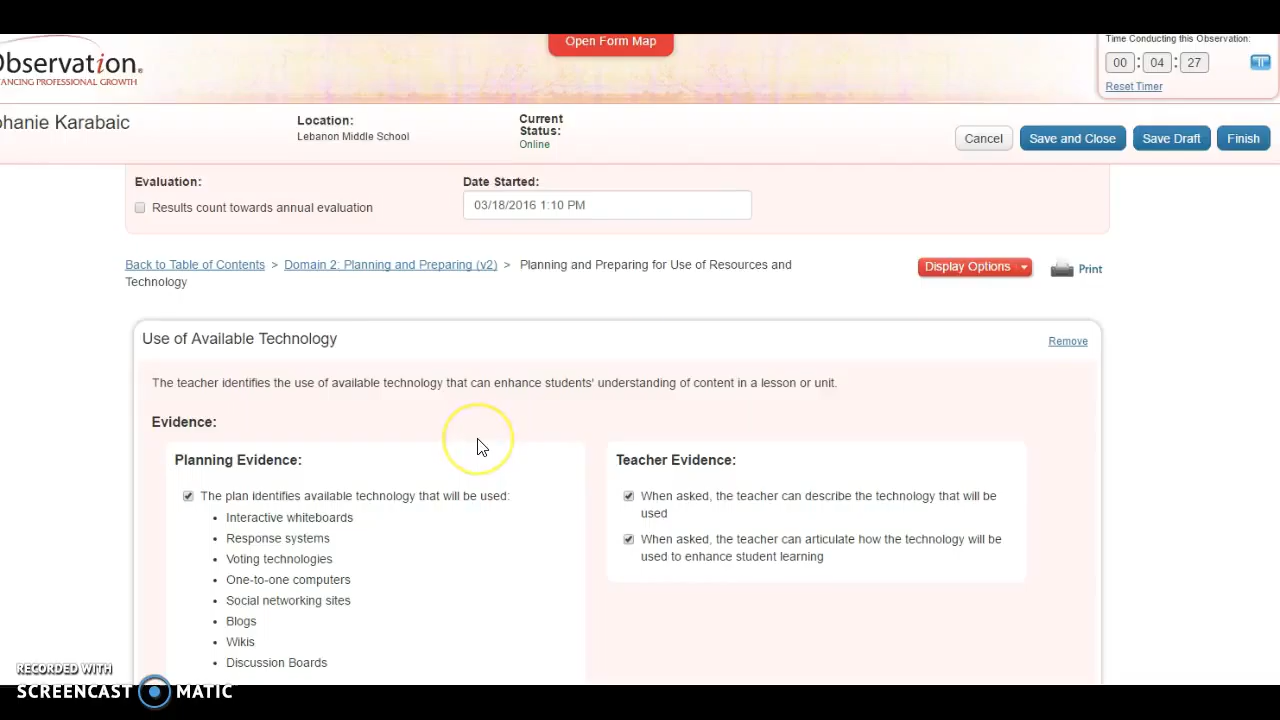 Open Form Map
Time Conducting this Observation:
Observation.
00 : 04 : 27
ANCING PROFESSIONAL GROWTH
Reset Timer
phanie Karabaic
Location:
Lebanon Middle School
Current
Status:
Online
Cancel
Save and Close
Save Draft
Finish
Evaluation:
Results count towards annual evaluation
Date Started:
03/18/2016 1:10 PM
Back to Table of Contents > Domain 2: Planning and Preparing (v2) > Planning and Preparing for Use of Resources and
Technology
Display Options
Print
Use of Available Technology
Remove
The teacher identifies the use of available technology that can enhance students' understanding of content in a lesson or unit.
Evidence:
Planning Evidence:
The plan identifies available technology that will be used:
• Interactive whiteboards
• Response systems
• Voting technologies
• One-to-one computers
• Social networking sites
• Blogs
• Wikis
• Discussion Boards
Teacher Evidence:
When asked, the teacher can describe the technology that will be
used
When asked, the teacher can articulate how the technology will be
used to enhance student learning
RECORDED WITH
SCREENCAST MATIC